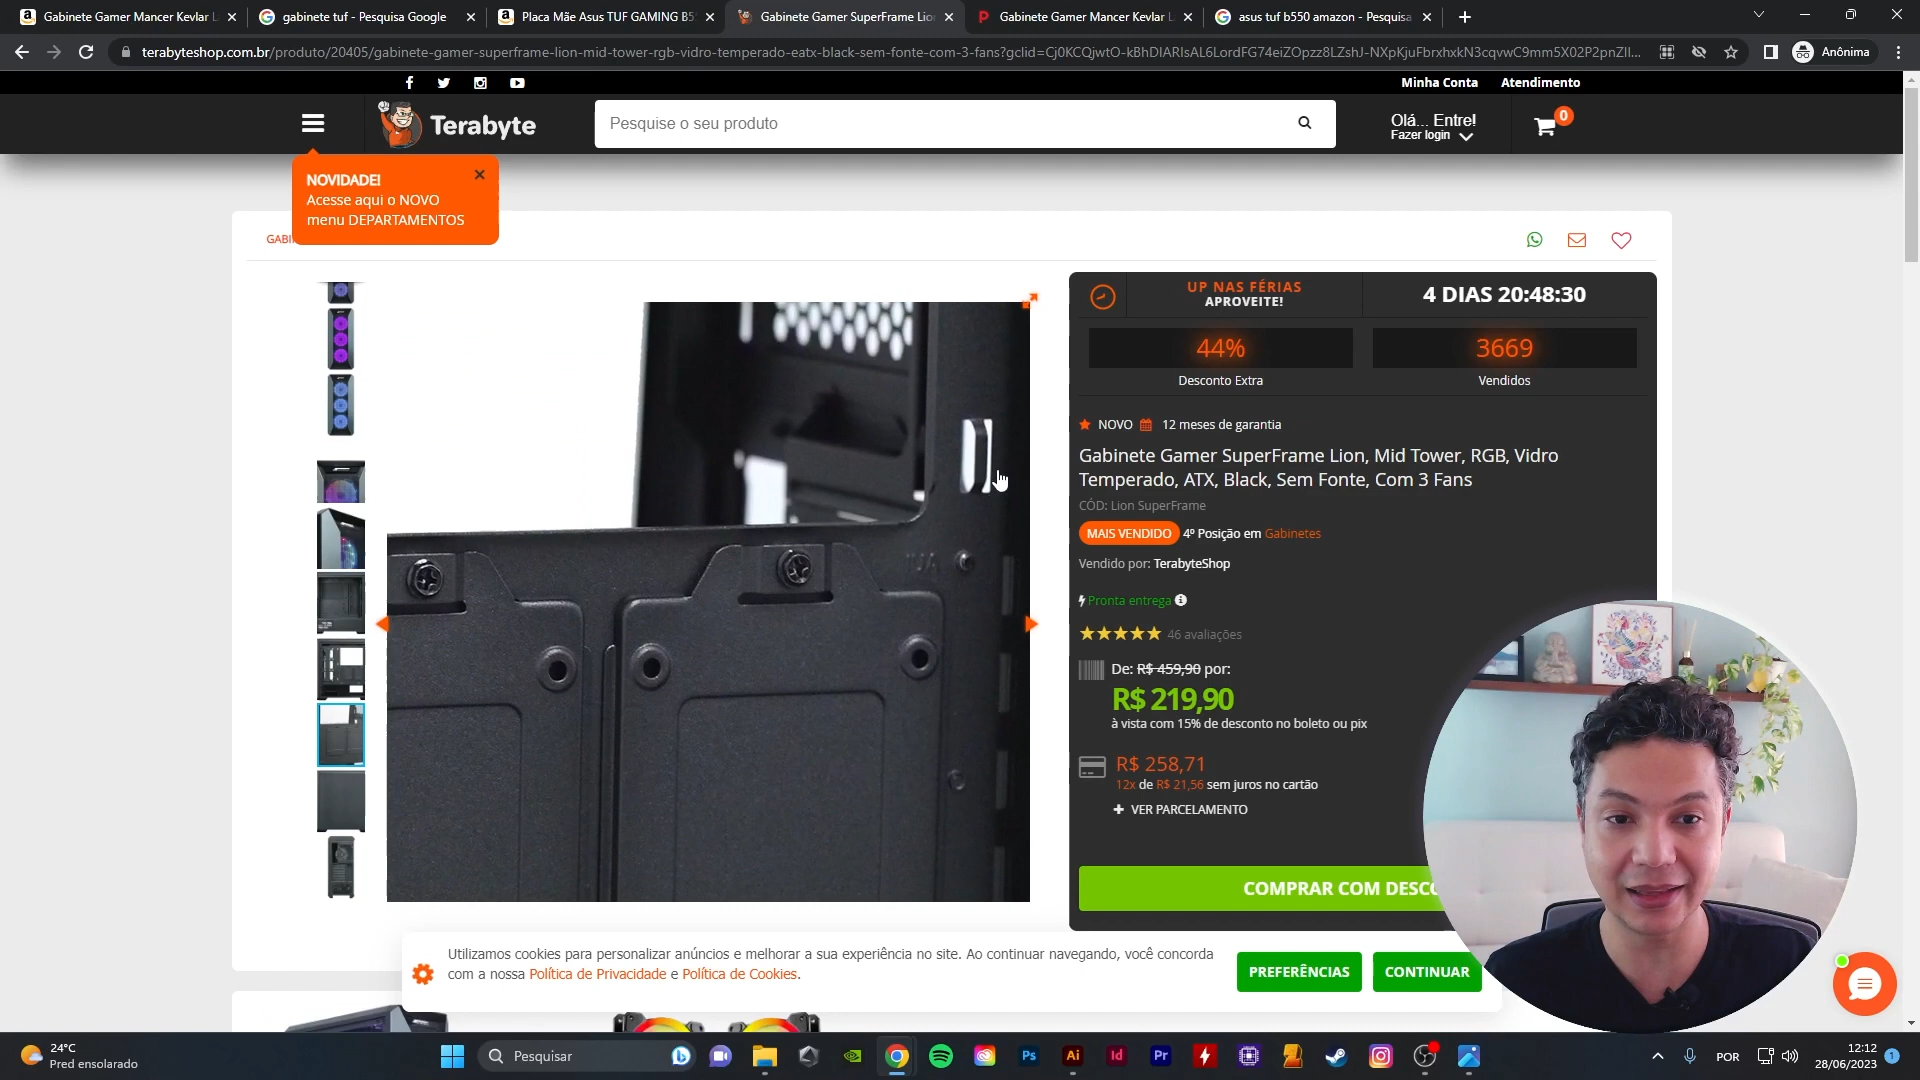 Gabinete Gamer Mancer Kevlar L
gabinete tuf - Pesquisa Google
Placa Mãe Asus TUF GAMING B5
Gabinete Gamer SuperFrame Lion
Gabinete Gamer Mancer Kevlar L
asus tuf b550 amazon - Pesquisa
terabyteshop.com.br/produto/20405/gabinete-gamer-superframe-lion-mid-tower-rgb-vidro-temperado-eatx-black-sem-fonte-com-3-fans?gclid=
Anônima
Minha Conta
Atendimento
Terabyte
Pesquise o seu produto
Olá... Entre!
Fazer login
0
NOVIDADE!
Acesse aqui o NOVO
menu DEPARTAMENTOS
GABI
UP NAS FÉRIAS
APROVEITE!
4 DIAS 20:48:30
44%
Desconto Extra
3669
Vendidos
NOVO
12 meses de garantia
Gabinete Gamer SuperFrame Lion, Mid Tower, RGB, Vidro
Temperado, ATX, Black, Sem Fonte, Com 3 Fans
CÓD: Lion SuperFrame
MAIS VENDIDO 4º Posição em Gabinetes
Vendido por: TerabyteShop
Pronta entrega
46 avaliações
De: R$ 459,90 por:
R$ 219,90
à vista com 15% de desconto no boleto ou pix
R$ 258,71
12x de R$ 21,56 sem juros no cartão
+ VER PARCELAMENTO
COMPRAR COM DESCO
Utilizamos cookies para personalizar anúncios e melhorar a sua experiência no site. Ao continuar navegando, você concorda
com a nossa Política de Privacidade e Política de Cookies.
PREFERÊNCIAS
CONTINUAR
24°C
Pred ensolarado
Pesquisar
Ps
Ai
Id
Pr
POR
12:12
28/06/2023
1